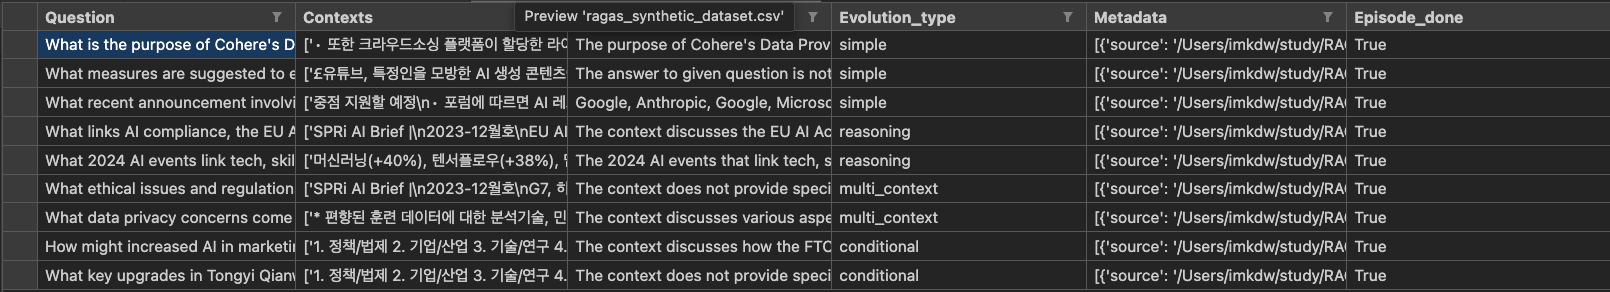 Question Contexts Preview 'ragas_synthetic_dataset.csv' Evolution_type Metadata Episode_done
What is the purpose of Cohere's D ['· 또한 크라우드소싱 플랫폼이 할당한 라이 The purpose of Cohere's Data Prov simple [{'source': '/Users/imkdw/study/RAG True
What measures are suggested to e ['£유튜브, 특정인을 모방한 AI 생성 콘텐츠 The answer to given question is not simple [{'source': '/Users/imkdw/study/RAG True
What recent announcement involvi ['중점 지원할 예정\n· 포럼에 따르면 AI 레 Google, Anthropic, Google, Microso simple [{'source': '/Users/imkdw/study/RAG True
What links AI compliance, the EU A ['SPRi AI Brief |\n2023-12월호\nEU AI The context discusses the EU AI Ac reasoning [{'source': '/Users/imkdw/study/RAG True
What 2024 AI events link tech, skil ['머신러닝(+40%), 텐서플로우(+38%), The 2024 AI events that link tech, s reasoning [{'source': '/Users/imkdw/study/RAG True
What ethical issues and regulation ['SPRi AI Brief |\n2023-12월호\nG7, 히 The context does not provide speci multi_context [{'source': '/Users/imkdw/study/RAG True
What data privacy concerns come ['* 편향된 훈련 데이터에 대한 분석기술, 민 The context discusses various aspe multi_context [{'source': '/Users/imkdw/study/RAG True
How might increased AI in marketin ['1. 정책/법제 2. 기업/산업 3. 기술/연구 4. The context discusses how the FTC conditional [{'source': '/Users/imkdw/study/RAG True
What key upgrades in Tongyi Qianw ['1. 정책/법제 2. 기업/산업 3. 기술/연구 4. The context does not provide speci conditional [{'source': '/Users/imkdw/study/RAG True